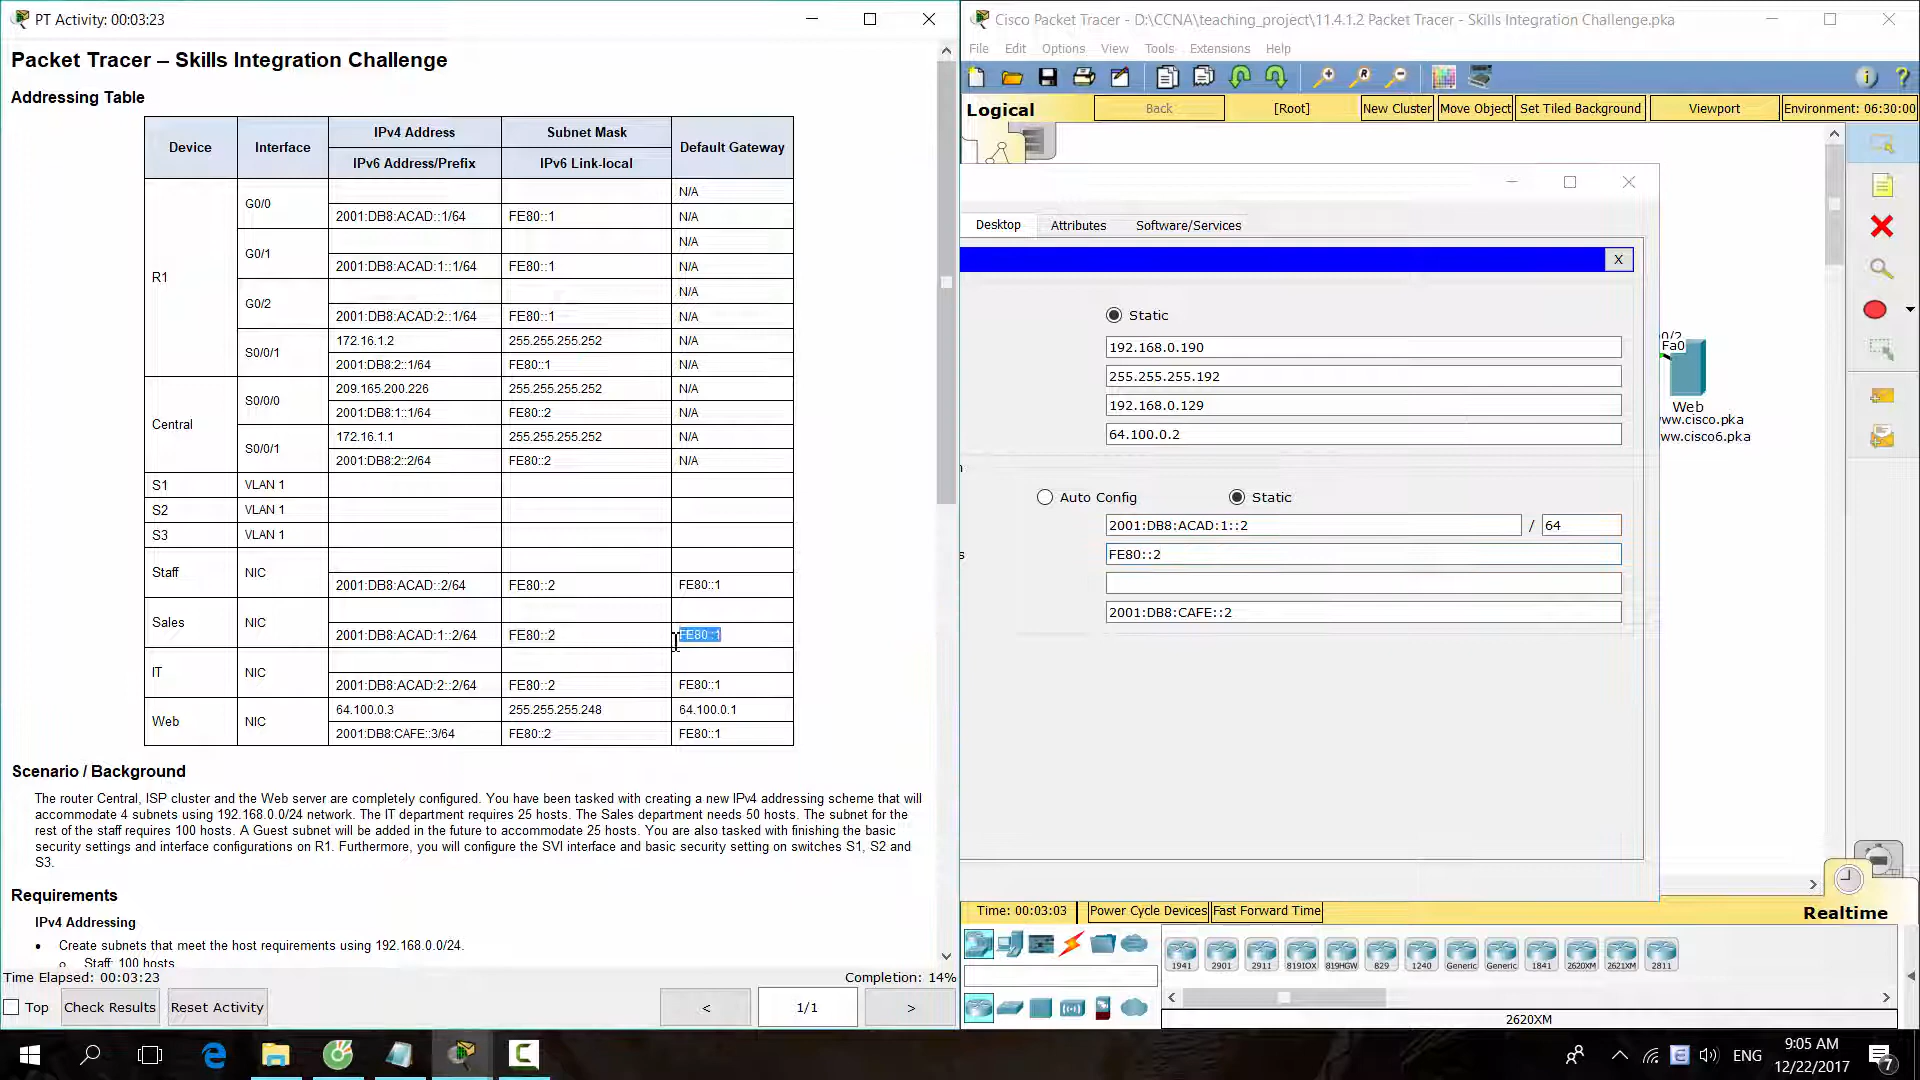 PT Activity: 00:03:23
Packet Tracer – Skills Integration Challenge
Addressing Table
Device Interface IPv4 Address Subnet Mask Default Gateway
IPv6 Address/Prefix IPv6 Link-local
R1 G0/0 N/A
2001:DB8:ACAD::1/64 FE80::1 N/A
G0/1 N/A
2001:DB8:ACAD:1::1/64 FE80::1 N/A
G0/2 N/A
2001:DB8:ACAD:2::1/64 FE80::1 N/A
S0/0/1 172.16.1.2 255.255.255.252 N/A
2001:DB8:2::1/64 FE80::1 N/A
Central S0/0/0 209.165.200.226 255.255.255.252 N/A
2001:DB8:1::1/64 FE80::2 N/A
S0/0/1 172.16.1.1 255.255.255.252 N/A
2001:DB8:2::2/64 FE80::2 N/A
S1 VLAN 1
S2 VLAN 1
S3 VLAN 1
Staff NIC
2001:DB8:ACAD::2/64 FE80::2 FE80::1
Sales NIC
2001:DB8:ACAD:1::2/64 FE80::2 FE80::1
IT NIC
2001:DB8:ACAD:2::2/64 FE80::2 FE80::1
Web NIC 64.100.0.3 255.255.255.248 64.100.0.1
2001:DB8:CAFE::3/64 FE80::2 FE80::1
Scenario / Background
The router Central, ISP cluster and the Web server are completely configured. You have been tasked with creating a new IPv4 addressing scheme that will
accommodate 4 subnets using 192.168.0.0/24 network. The IT department requires 25 hosts. The Sales department needs 50 hosts. The subnet for the
rest of the staff requires 100 hosts. A Guest subnet will be added in the future to accommodate 25 hosts. You are also tasked with finishing the basic
security settings and interface configurations on R1. Furthermore, you will configure the SVI interface and basic security setting on switches S1, S2 and
S3.
Requirements
IPv4 Addressing
• Create subnets that meet the host requirements using 192.168.0.0/24.
o Staff: 100 hosts
Time Elapsed: 00:03:23 Completion: 14%
Top Check Results Reset Activity < 1/1 >
Cisco Packet Tracer - D:\CCNA\teaching_project\11.4.1.2 Packet Tracer - Skills Integration Challenge.pka
File Edit Options View Tools Extensions Help
Logical Back [Root] New Cluster Move Object Set Tiled Background Viewport Environment: 06:30:00
Desktop Attributes Software/Services
X
Static
192.168.0.190
255.255.255.192
192.168.0.129
64.100.0.2
Auto Config Static
2001:DB8:ACAD:1::2 / 64
FE80::2
2001:DB8:CAFE::2
0/2
Fa0
Web
ww.cisco.pka
ww.cisco6.pka
Time: 00:03:03 Power Cycle Devices Fast Forward Time
Realtime
1941 2901 2911 819IOX 819HGW 829 1240 Generic Generic 1841 2620XM 2621XM 2811
2620XM
ENG
9:05 AM
12/22/2017
7